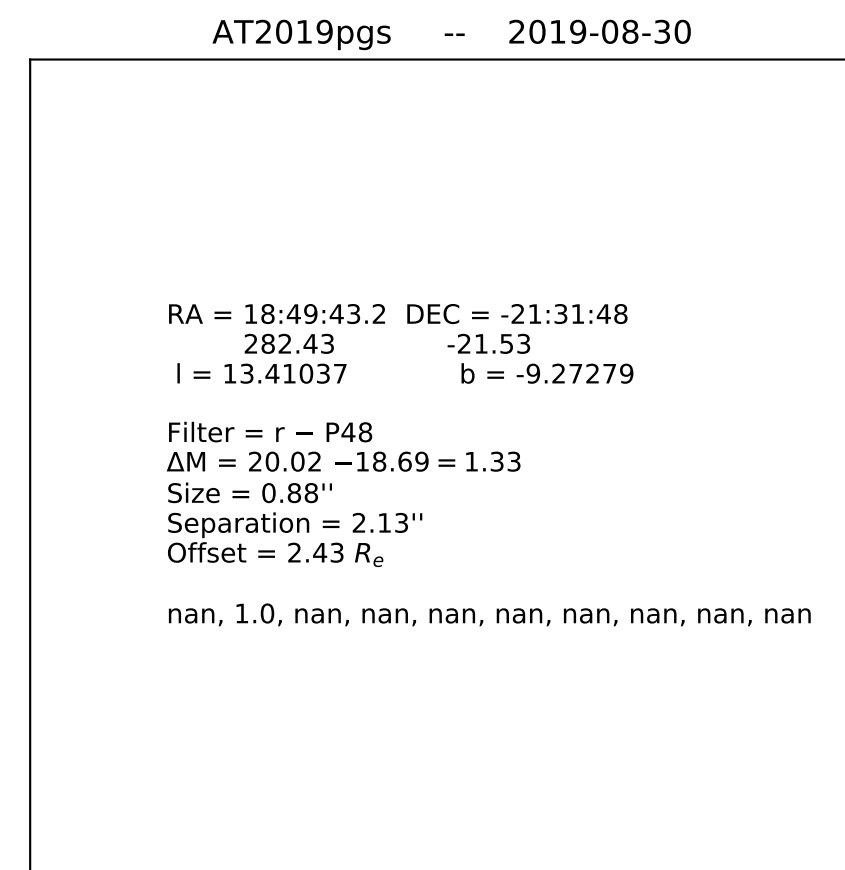 AT2019pgs -- 2019-08-30
RA = 18:49:43.2 DEC = -21:31:48
282.43 -21.53
l = 13.41037 b = -9.27279
Filter = r − P48
ΔM = 20.02 −18.69 = 1.33
Size = 0.88''
Separation = 2.13''
Offset = 2.43 Re
nan, 1.0, nan, nan, nan, nan, nan, nan, nan, nan